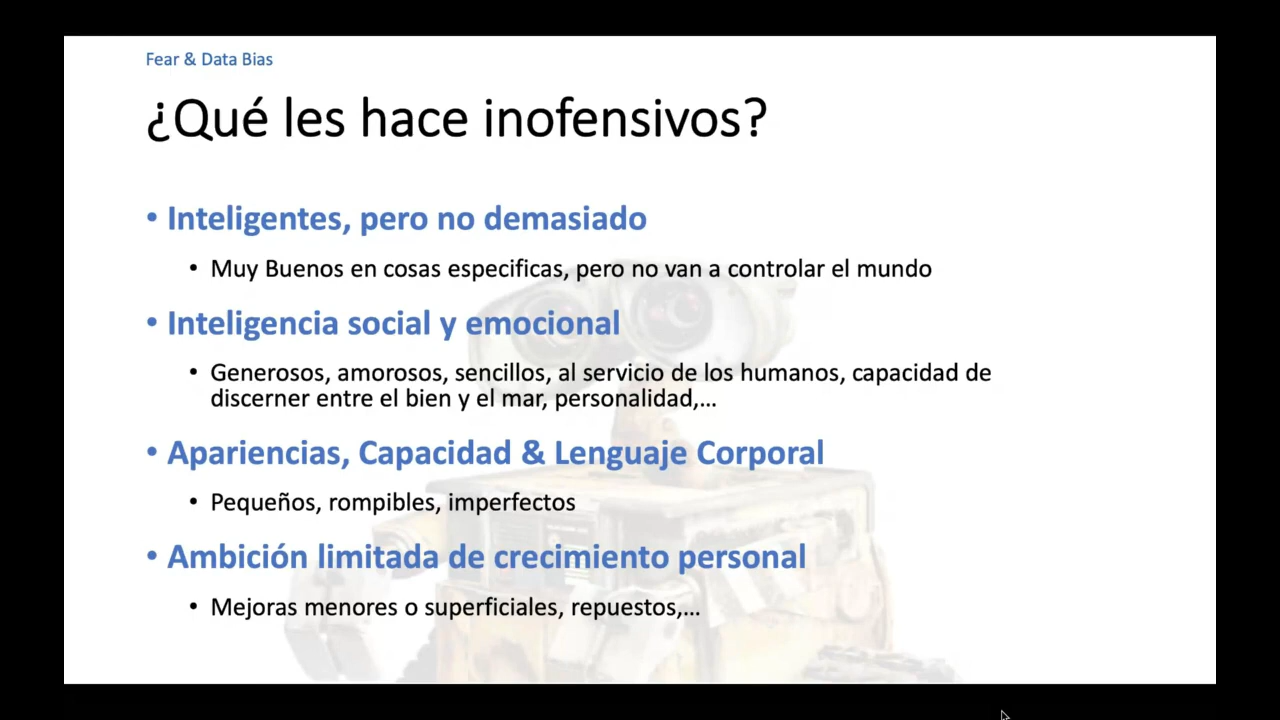 Fear & Data Bias
¿Qué les hace inofensivos?
• Inteligentes, pero no demasiado
• Muy Buenos en cosas especificas, pero no van a controlar el mundo
• Inteligencia social y emocional
• Generosos, amorosos, sencillos, al servicio de los humanos, capacidad de
discerner entre el bien y el mar, personalidad,...
• Apariencias, Capacidad & Lenguaje Corporal
• Pequeños, rompibles, imperfectos
• Ambición limitada de crecimiento personal
• Mejoras menores o superficiales, repuestos,...